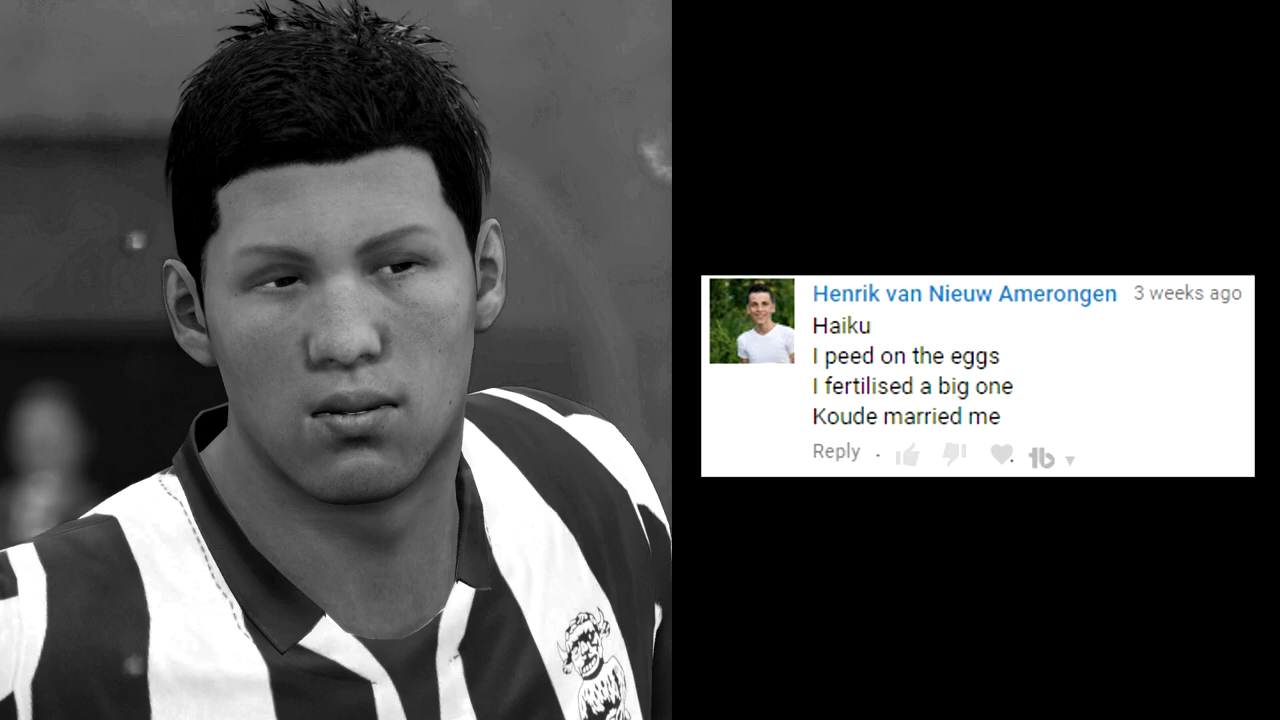 Henrik van Nieuw Amerongen 3 weeks ago
Haiku
I peed on the eggs
I fertilised a big one
Koude married me
Reply